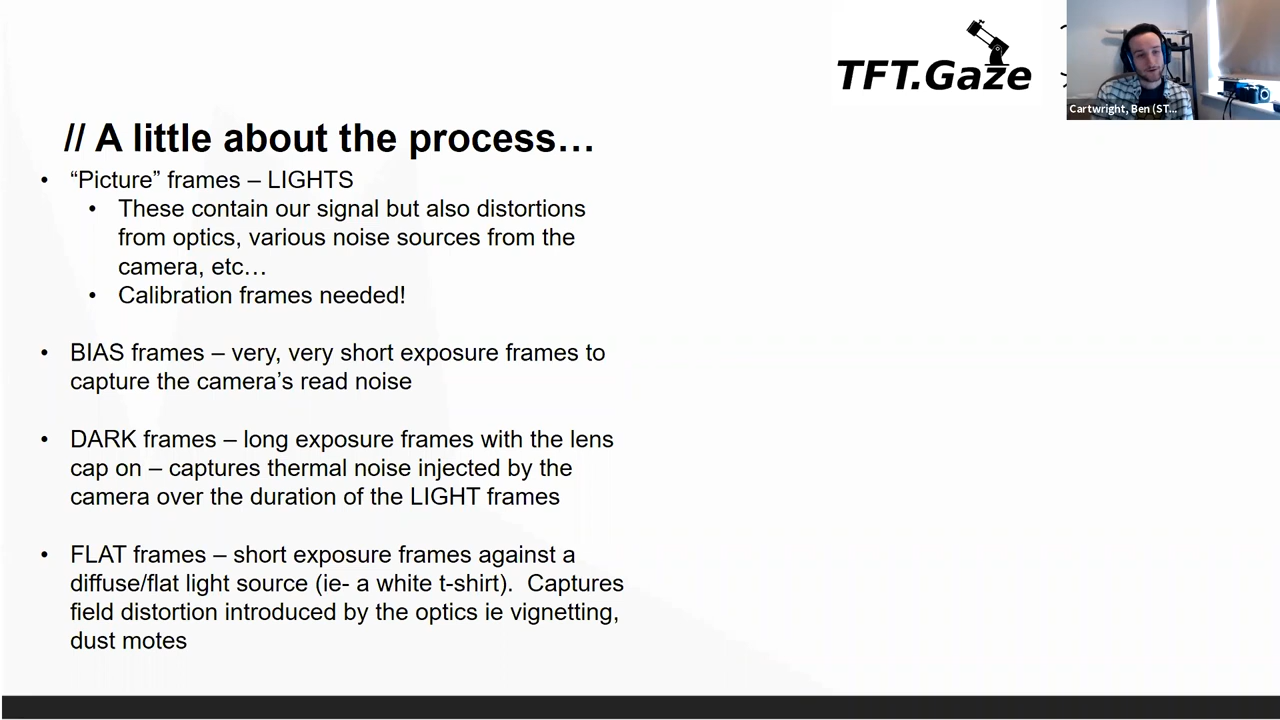 TFT.Gaze
Cartwright, Ben (ST...
// A little about the process…
• “Picture” frames – LIGHTS
• These contain our signal but also distortions
from optics, various noise sources from the
camera, etc…
• Calibration frames needed!
• BIAS frames – very, very short exposure frames to
capture the camera’s read noise
• DARK frames – long exposure frames with the lens
cap on – captures thermal noise injected by the
camera over the duration of the LIGHT frames
• FLAT frames – short exposure frames against a
diffuse/flat light source (ie- a white t-shirt).  Captures
field distortion introduced by the optics ie vignetting,
dust motes